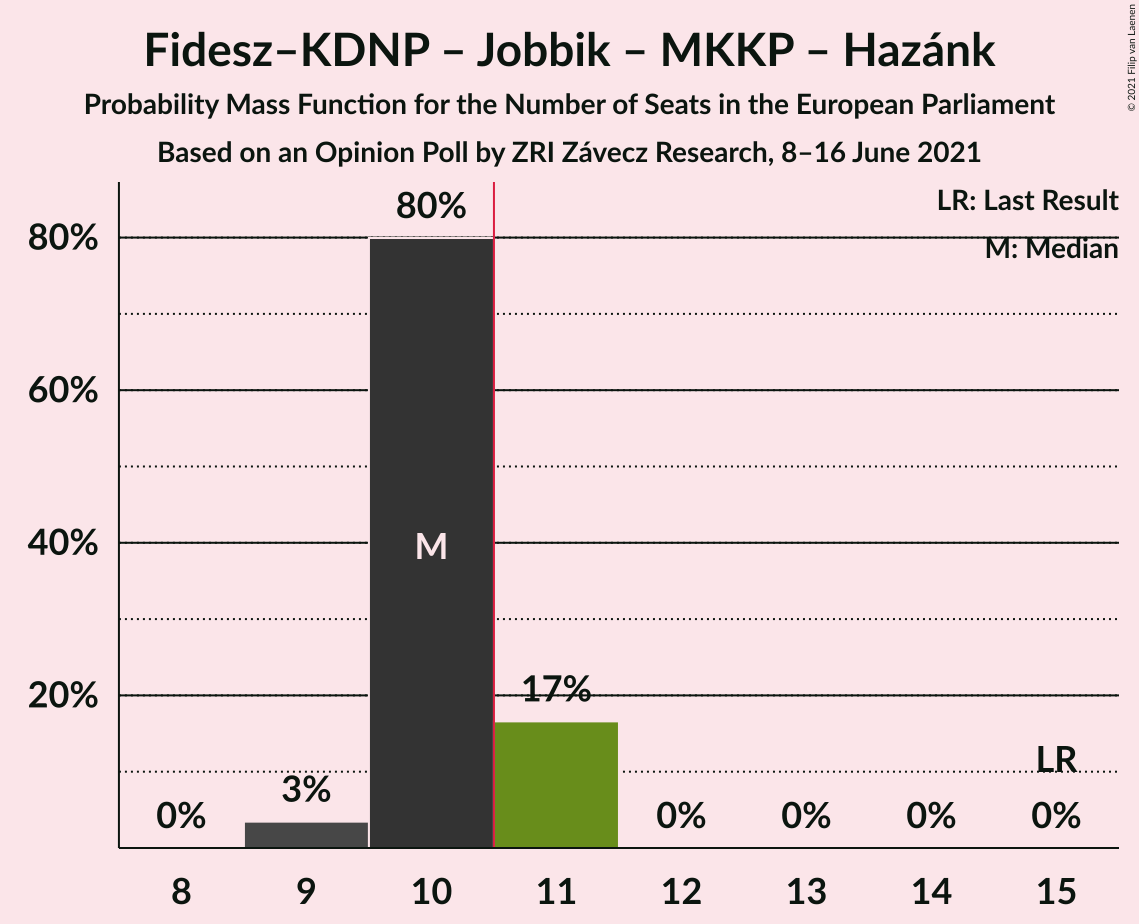 Fidesz–KDNP – Jobbik – MKKP – Hazánk
Probability Mass Function for the Number of Seats in the European Parliament
Based on an Opinion Poll by ZRI Závecz Research, 8–16 June 2021
© 2021 Filip van Laenen
LR: Last Result
M: Median
80%
60%
40%
20%
0%
3%
80%
M
17%
0%
0%
0%
LR
0%
8 9 10 11 12 13 14 15